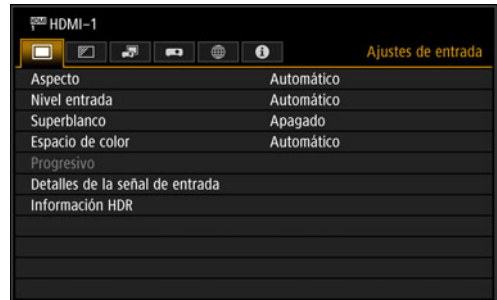 HDMI-1
Ajustes de entrada
Aspecto Automático
Nivel entrada Automático
Superblanco Apagado
Espacio de color Automático
Progresivo
Detalles de la señal de entrada
Información HDR